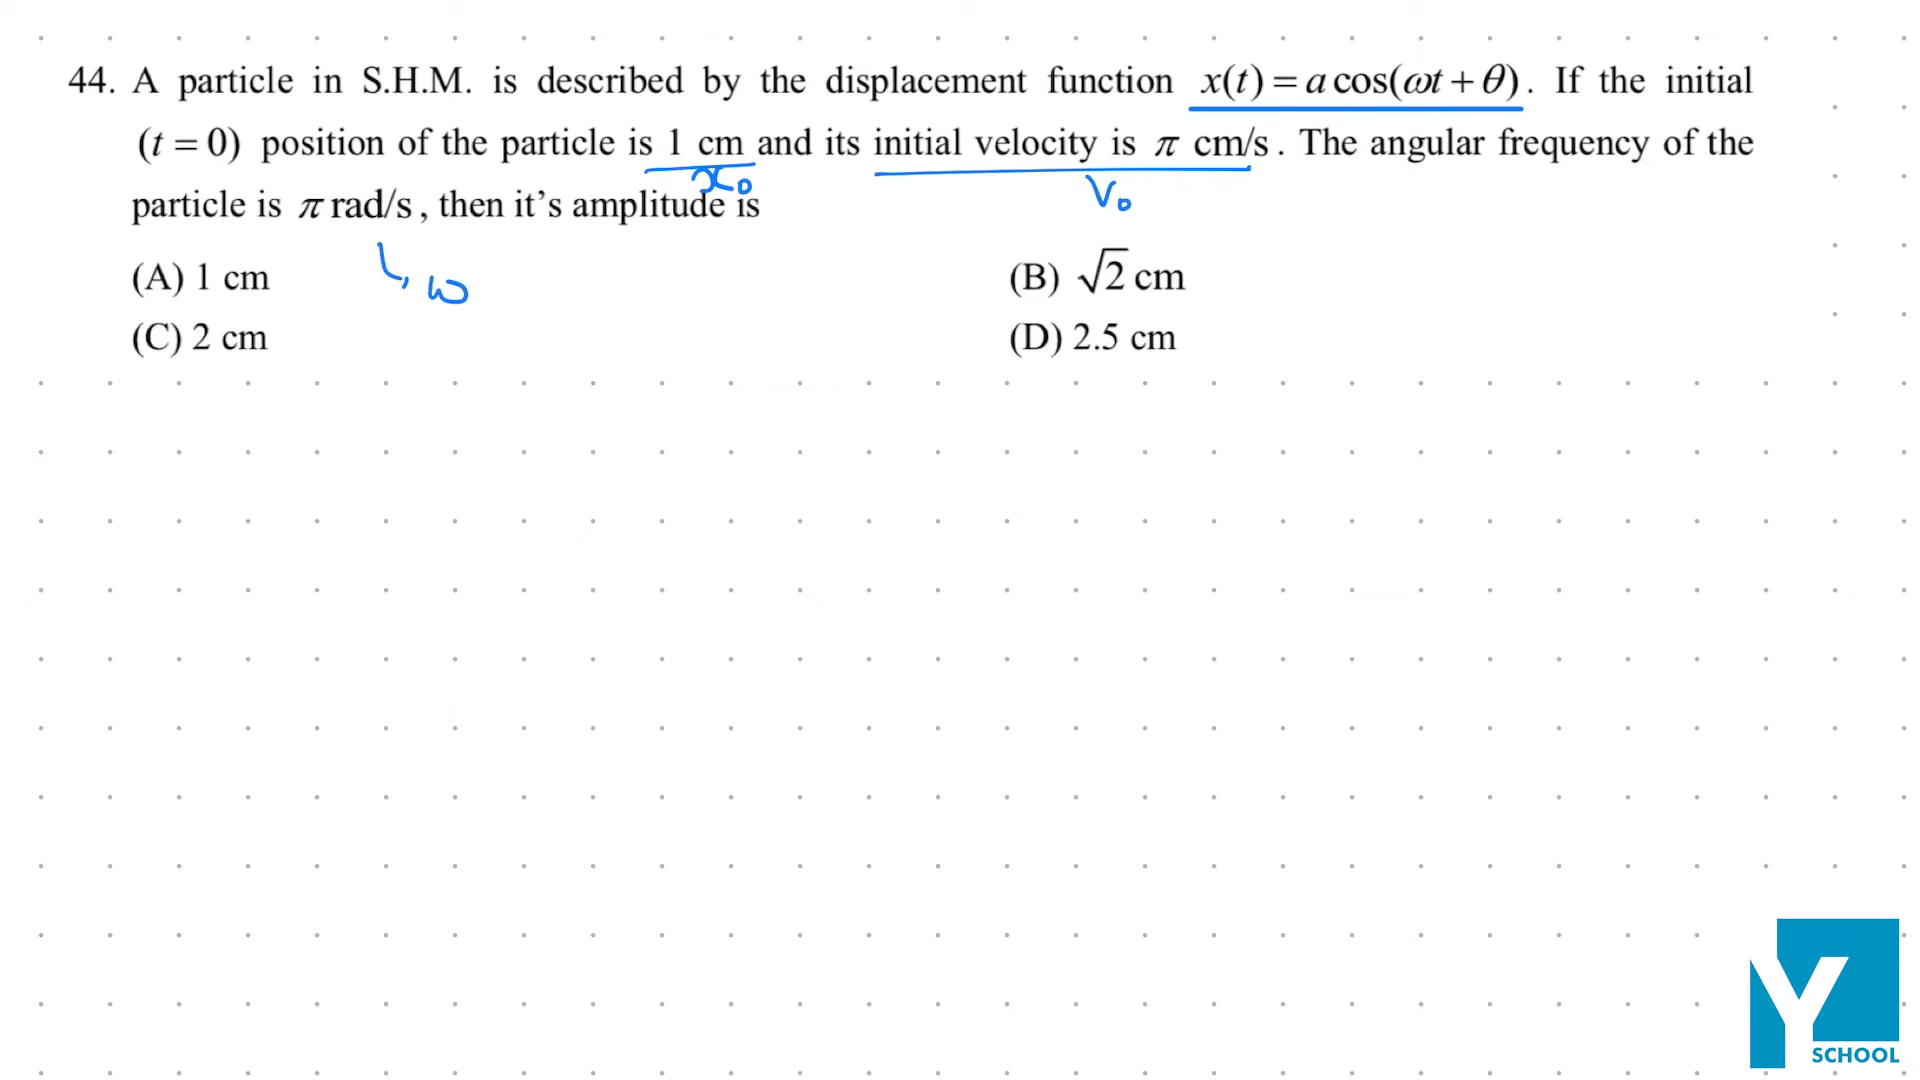 44. A particle in S.H.M. is described by the displacement function x(t) = a cos(ωt + θ). If the initial
(t = 0) position of the particle is 1 cm and its initial velocity is π cm/s. The angular frequency of the
x₀
V₀
particle is π rad/s, then it's amplitude is
(A) 1 cm
ω
(B) √2 cm
(C) 2 cm
(D) 2.5 cm
Y
SCHOOL